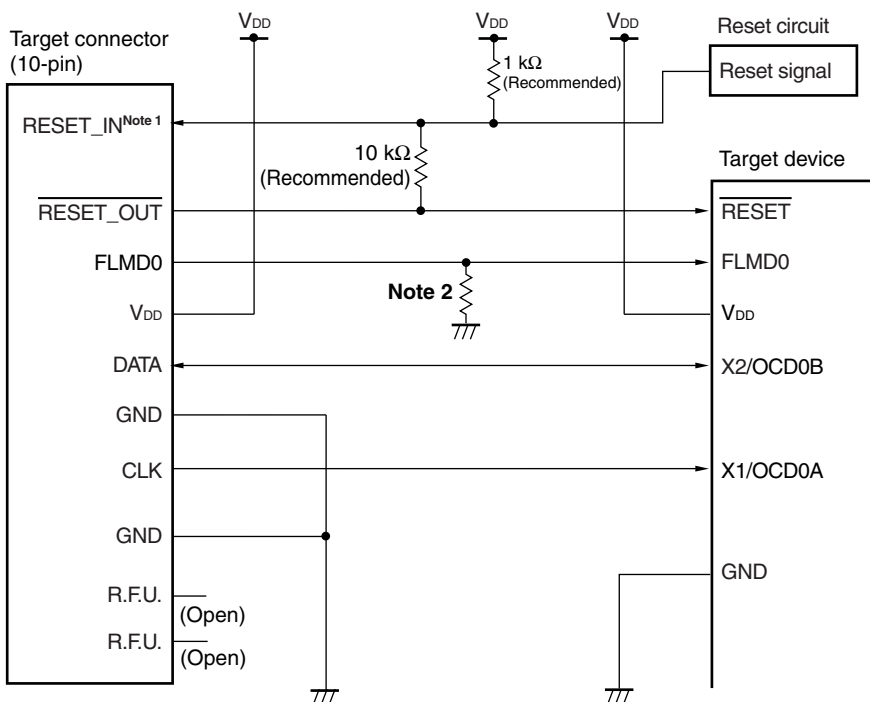 Target connector
(10-pin)
VDD
VDD
VDD
Reset circuit
Reset signal
1 kΩ
(Recommended)
RESET_IN Note 1
10 kΩ
(Recommended)
Target device
RESET_OUT
RESET
FLMD0
FLMD0
Note 2
VDD
VDD
DATA
X2/OCD0B
GND
CLK
X1/OCD0A
GND
GND
R.F.U.
(Open)
R.F.U.
(Open)